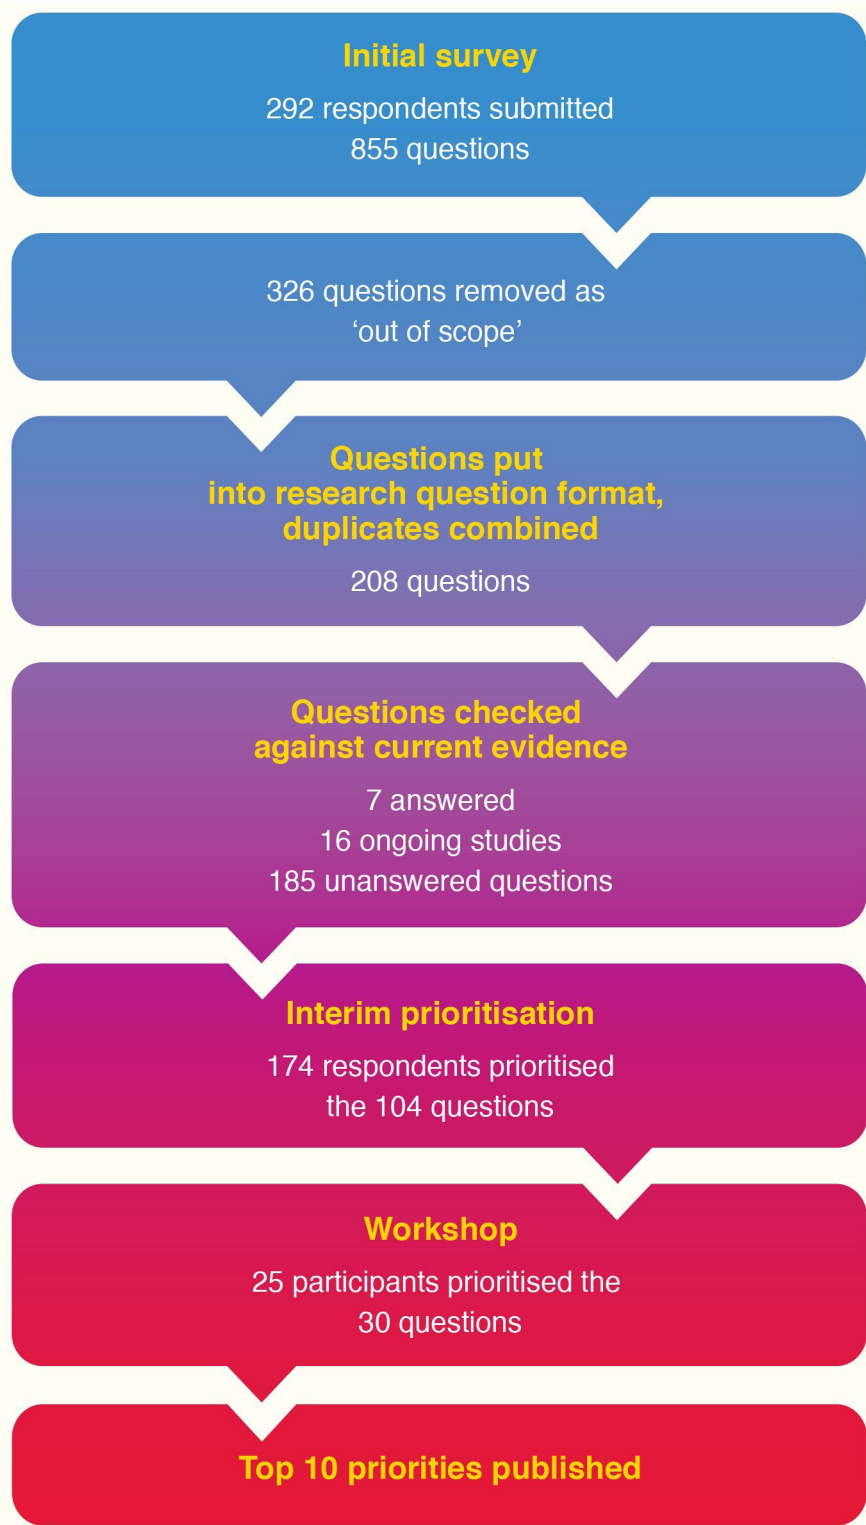 Initial survey
292 respondents submitted
855 questions
326 questions removed as
‘out of scope’
Questions put
into research question format,
duplicates combined
208 questions
Questions checked
against current evidence
7 answered
16 ongoing studies
185 unanswered questions
Interim prioritisation
174 respondents prioritised
the 104 questions
Workshop
25 participants prioritised the
30 questions
Top 10 priorities published